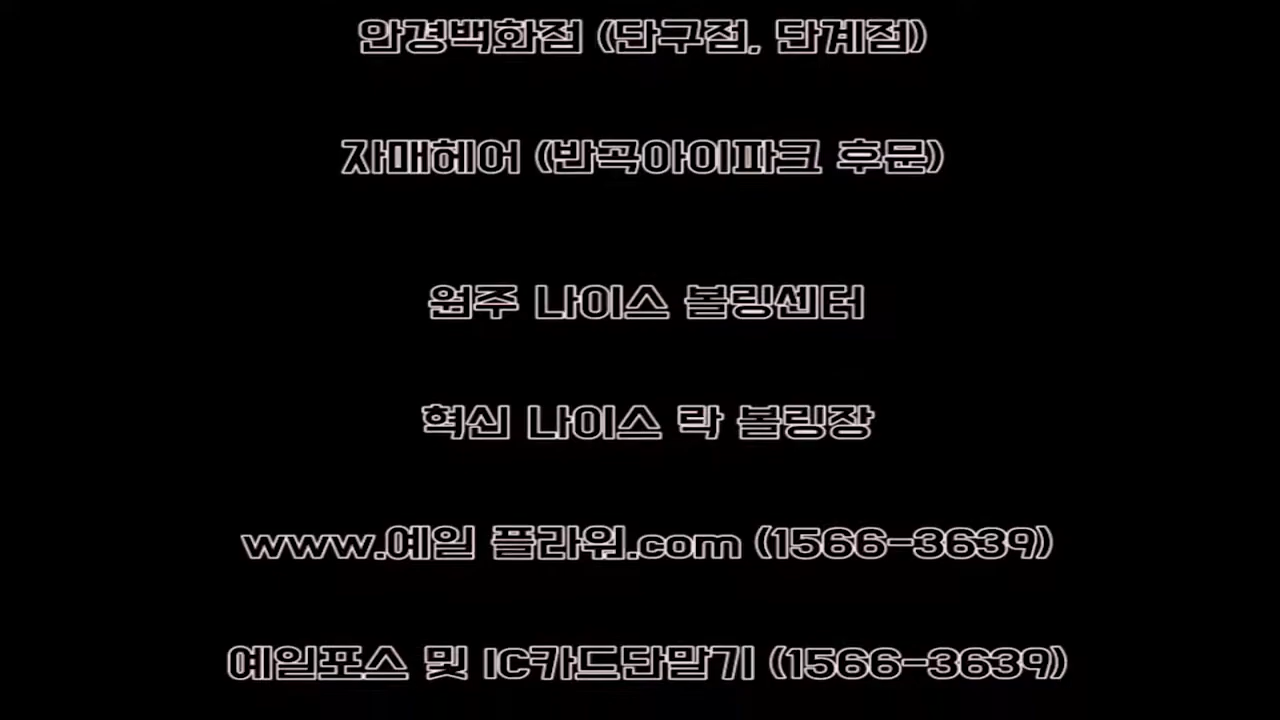 안경백화점 (단구점, 단계점)
자매헤어 (반곡아이파크 후문)
원주 나이스 볼링센터
혁신 나이스 락 볼링장
www.예일 플라워.com (1566-3639)
예일포스 및 IC카드단말기 (1566-3639)